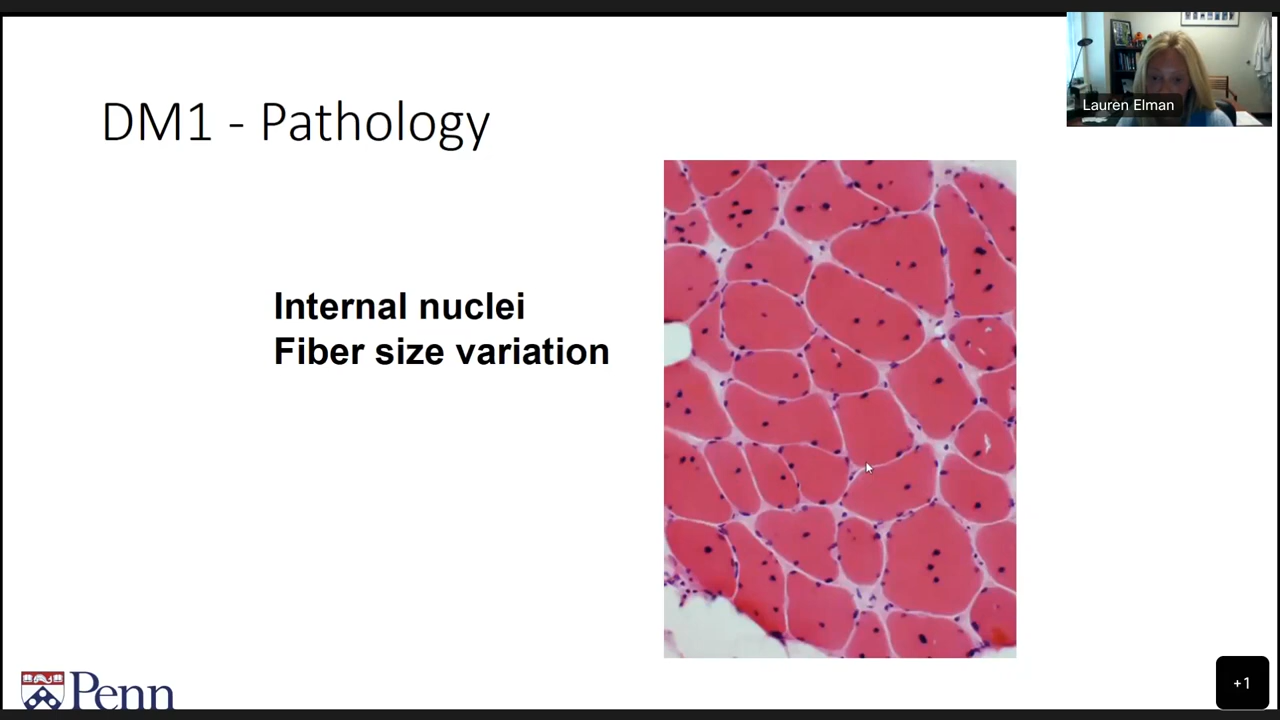 Lauren Elman
DM1 - Pathology
Internal nuclei
Fiber size variation
Penn
+1